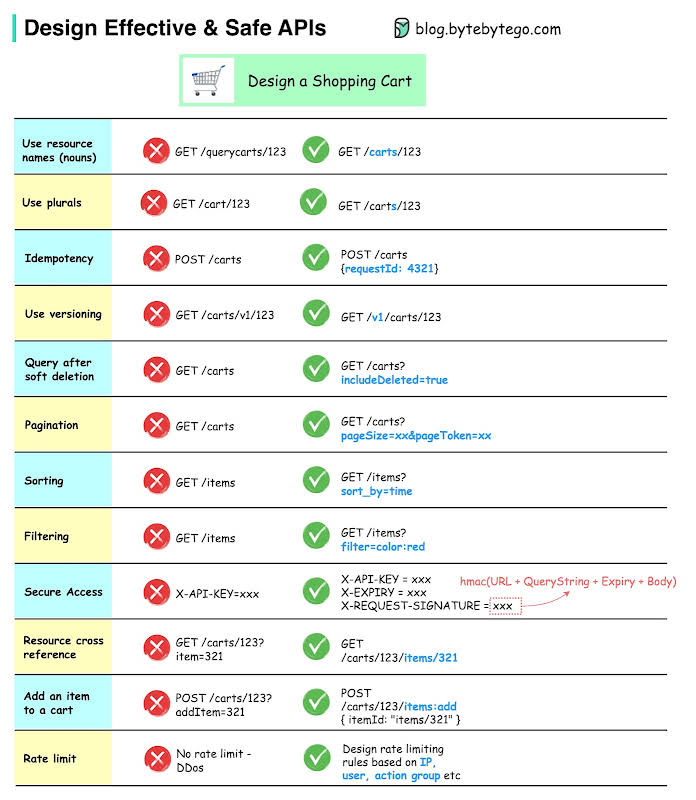 Design Effective & Safe APIs
blog.bytebytego.com
Design a Shopping Cart
Use resource
names (nouns)
GET /querycarts/123
GET /carts/123
Use plurals
GET /cart/123
GET /carts/123
Idempotency
POST /carts
POST /carts
{requestId: 4321}
Use versioning
GET /carts/v1/123
GET /v1/carts/123
Query after
soft deletion
GET /carts
GET /carts?
includeDeleted=true
Pagination
GET /carts
GET /carts?
pageSize=xx&pageToken=xx
Sorting
GET /items
GET /items?
sort_by=time
Filtering
GET /items
GET /items?
filter=color:red
Secure Access
X-API-KEY=xxx
X-API-KEY = xxx
X-EXPIRY = xxx
X-REQUEST-SIGNATURE = xxx
hmac(URL + QueryString + Expiry + Body)
Resource cross
reference
GET /carts/123?
item=321
GET
/carts/123/items/321
Add an item
to a cart
POST /carts/123?
addItem=321
POST
/carts/123/items:add
{ itemId: "items/321" }
Rate limit
No rate limit -
DDos
Design rate limiting
rules based on IP,
user, action group etc